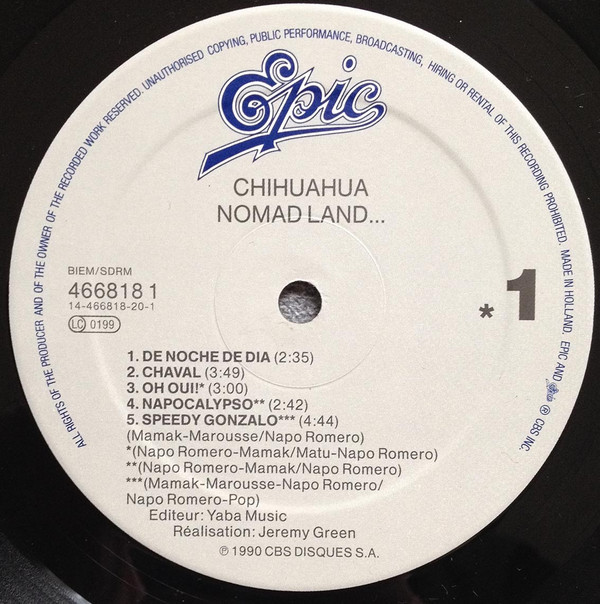 ALL RIGHTS OF THE PRODUCER AND OF THE OWNER OF THE RECORDED WORK RESERVED. UNAUTHORISED COPYING, PUBLIC PERFORMANCE, BROADCASTING, HIRING OR RENTAL OF THIS RECORDING PROHIBITED. MADE IN HOLLAND. EPIC AND Epic ® CBS INC.
Epic
CHIHUAHUA
NOMAD LAND...
BIEM/SDRM
466818 1
14-466818-20-1
LC 0199
* 1
1. DE NOCHE DE DIA (2:35)
2. CHAVAL (3:49)
3. OH OUI!* (3:00)
4. NAPOCALYPSO** (2:42)
5. SPEEDY GONZALO*** (4:44)
(Mamak-Marousse/Napo Romero)
*(Napo Romero-Mamak/Matu-Napo Romero)
**(Napo Romero-Mamak/Napo Romero)
***(Mamak-Marousse-Napo Romero/
Napo Romero-Pop)
Editeur: Yaba Music
Réalisation: Jeremy Green
℗ 1990 CBS DISQUES S.A.